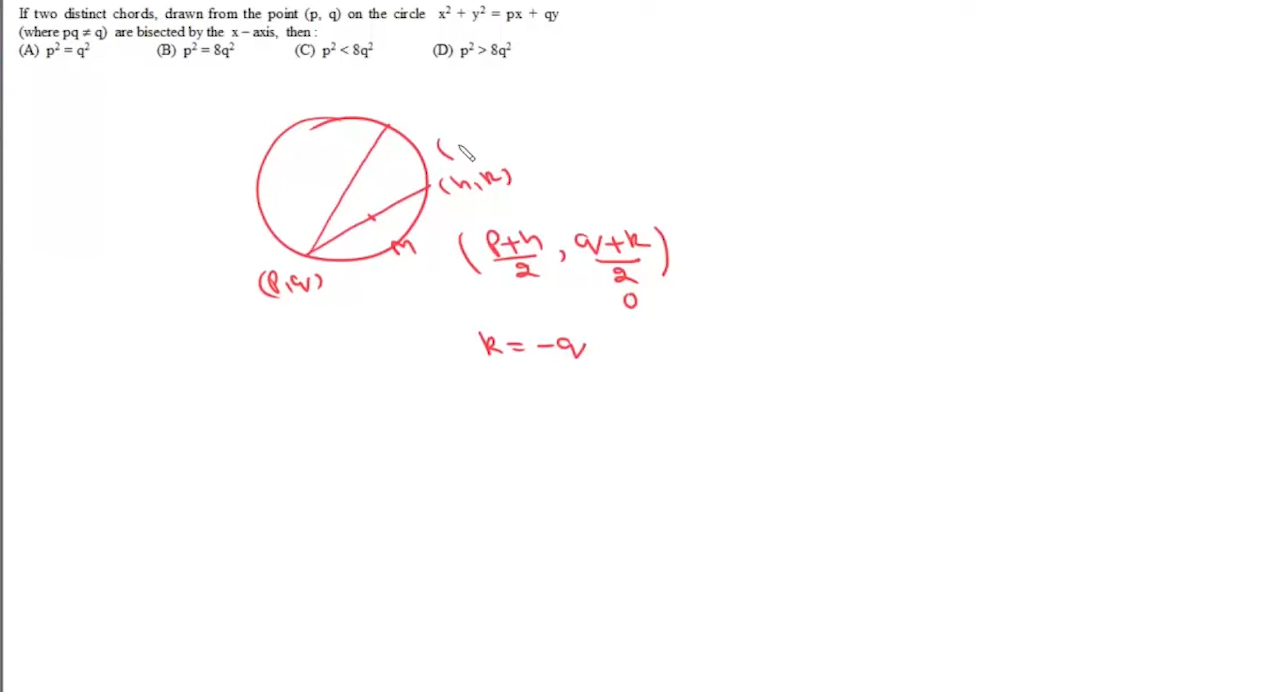 If two distinct chords, drawn from the point (p, q) on the circle x² + y² = px + qy
(where pq ≠ q) are bisected by the x – axis, then :
(A) p² = q² (B) p² = 8q² (C) p² < 8q² (D) p² > 8q²
(
(h, k)
(p+h/2, q+k/2)
0
(p, q)
k = -q